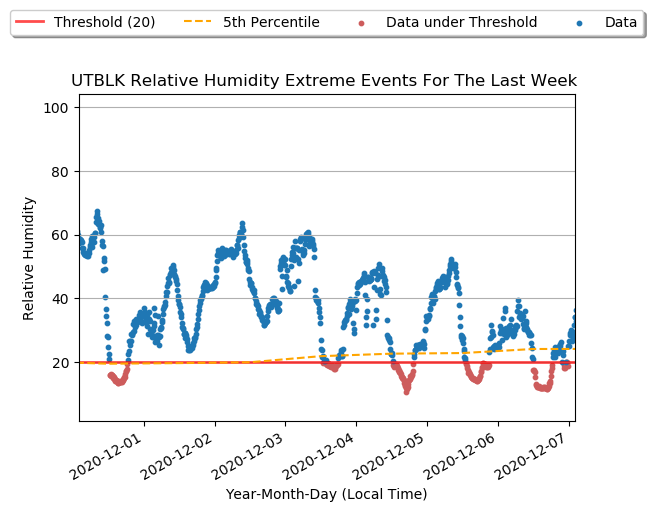 Threshold (20) 5th Percentile Data under Threshold Data
UTBLK Relative Humidity Extreme Events For The Last Week
100
80
60
40
20
Relative Humidity
2020-12-01 2020-12-02 2020-12-03 2020-12-04 2020-12-05 2020-12-06 2020-12-07
Year-Month-Day (Local Time)